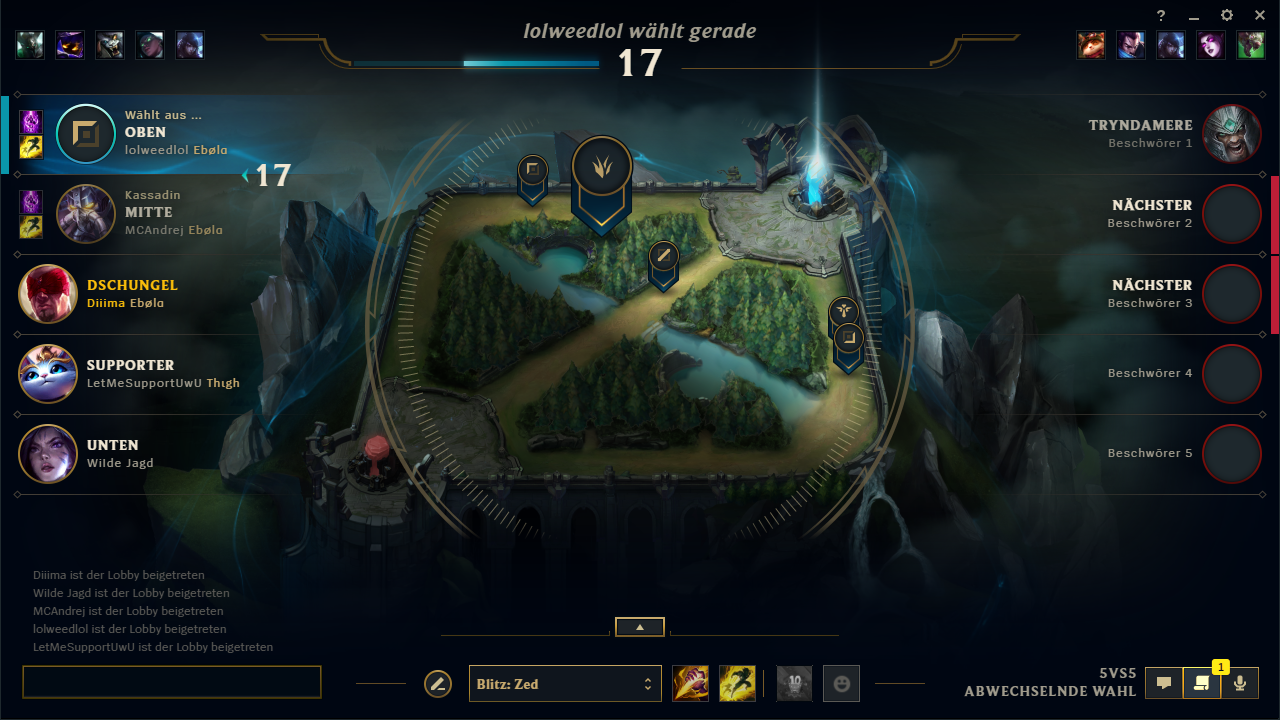 lolweedlol wählt gerade
17
?
Wählt aus ...
OBEN
lolweedlol Ebøla
17
Kassadin
MITTE
MCAndrej Ebøla
DSCHUNGEL
Diiima Ebøla
SUPPORTER
LetMeSupportUwU Thıgh
UNTEN
Wilde Jagd
TRYNDAMERE
Beschwörer 1
NÄCHSTER
Beschwörer 2
NÄCHSTER
Beschwörer 3
Beschwörer 4
Beschwörer 5
Diiima ist der Lobby beigetreten
Wilde Jagd ist der Lobby beigetreten
MCAndrej ist der Lobby beigetreten
lolweedlol ist der Lobby beigetreten
LetMeSupportUwU ist der Lobby beigetreten
Blitz: Zed
10
5VS5
ABWECHSELNDE WAHL
1